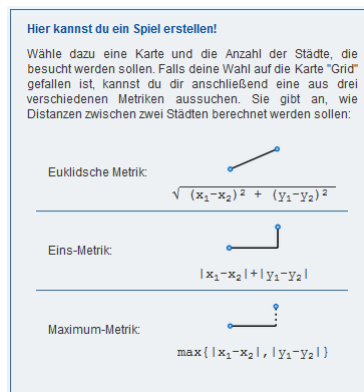 Hier kannst du ein Spiel erstellen!
Wähle dazu eine Karte und die Anzahl der Städte, die
besucht werden sollen. Falls deine Wahl auf die Karte "Grid"
gefallen ist, kannst du dir anschließend eine aus drei
verschiedenen Metriken aussuchen. Sie gibt an, wie
Distanzen zwischen zwei Städten berechnet werden sollen:
Euklidsche Metrik:
√ (x₁-x₂)² + (y₁-y₂)²
Eins-Metrik:
|x₁-x₂|+|y₁-y₂|
Maximum-Metrik:
max{|x₁-x₂|,|y₁-y₂|}